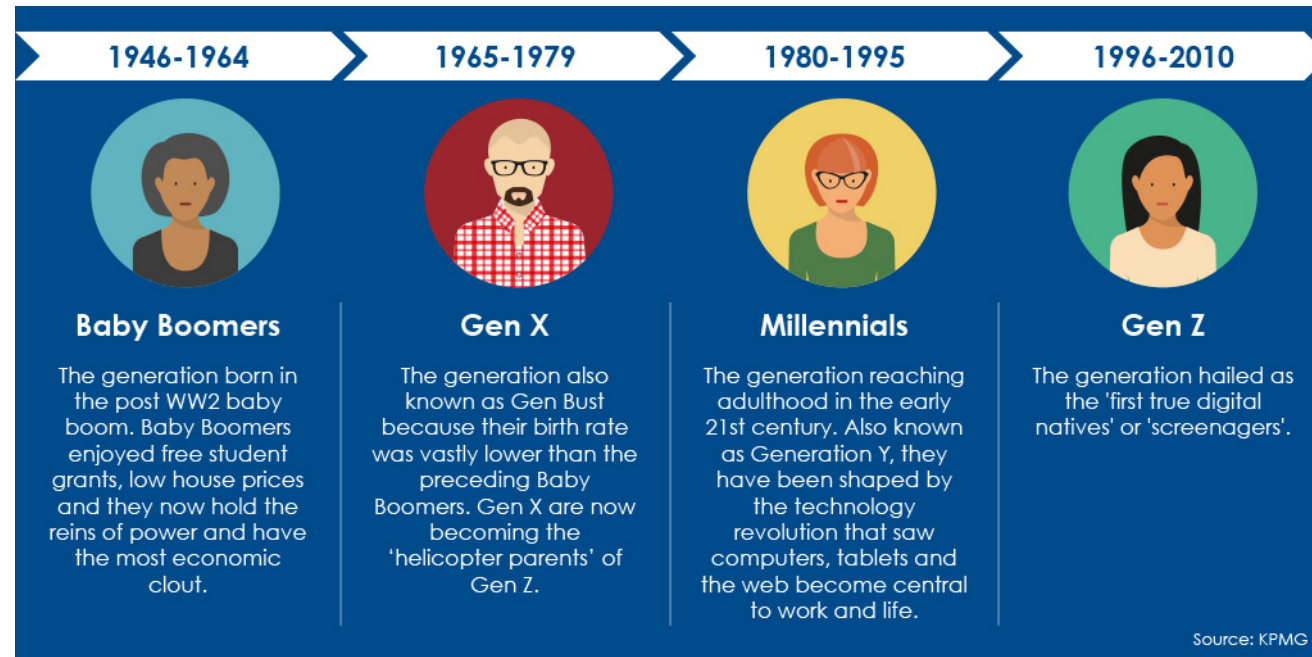 1946-1964
1965-1979
1980-1995
1996-2010
Baby Boomers
The generation born in
the post WW2 baby
boom. Baby Boomers
enjoyed free student
grants, low house prices
and they now hold the
reins of power and have
the most economic
clout.
Gen X
The generation also
known as Gen Bust
because their birth rate
was vastly lower than the
preceding Baby
Boomers. Gen X are now
becoming the
‘helicopter parents’ of
Gen Z.
Millennials
The generation reaching
adulthood in the early
21st century. Also known
as Generation Y, they
have been shaped by
the technology
revolution that saw
computers, tablets and
the web become central
to work and life.
Gen Z
The generation hailed as
the 'first true digital
natives' or 'screenagers'.
Source: KPMG